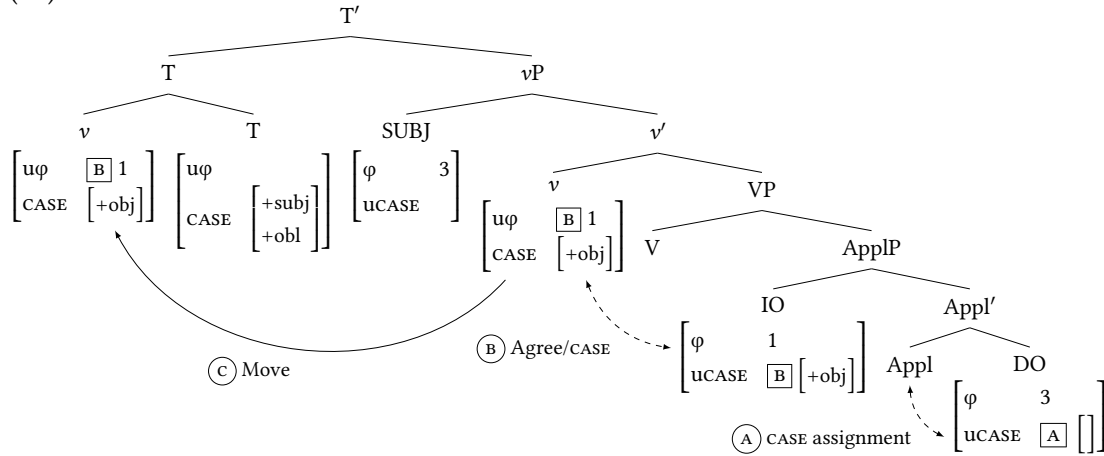 T′
T vP
v T SUBJ v′
[uφ B 1] [uφ] [φ 3] v VP
[CASE [+obj]] [CASE [+subj +obl]] [uCASE] [uφ B 1] V ApplP
[CASE [+obj]] IO Appl′
Ⓑ Agree/CASE [φ 1] Appl DO
Ⓒ Move [uCASE B [+obj]] [φ 3]
Ⓐ CASE assignment [uCASE A []]